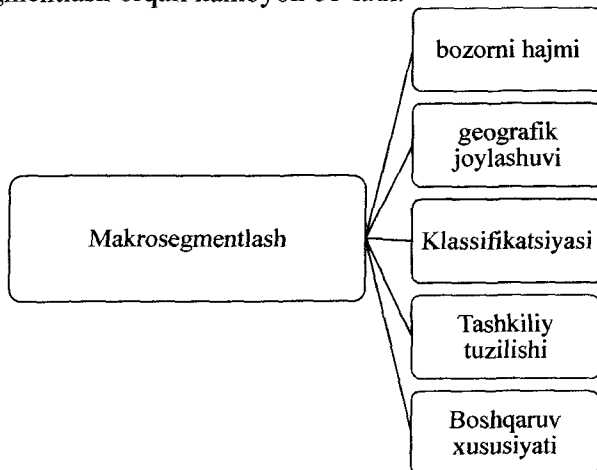 bozorni hajmi
geografik
joylashuvi
Makrosegmentlash
Klassifikatsiyasi
Tashkiliy
tuzilishi
Boshqaruv
xususiyati